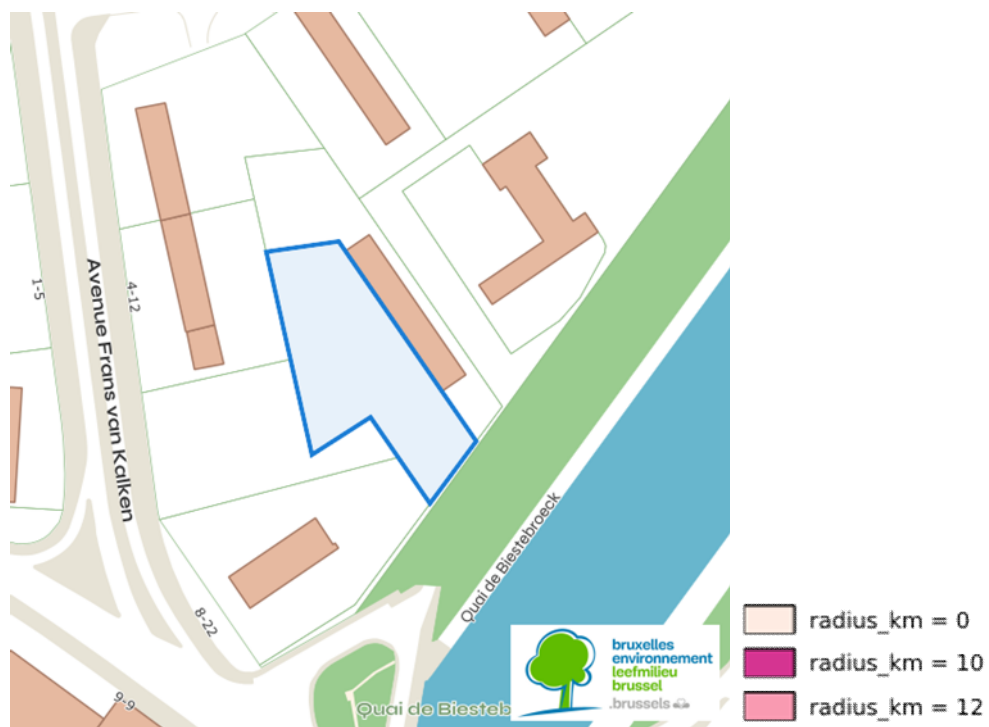 Avenue Frans van Kalken
1-5
4-12
8-22
9-9
Quai de Biestebroeck
Quai de Biesteb
bruxelles
environnement
leefmilieu
brussel
.brussels
radius_km = 0
radius_km = 10
radius_km = 12